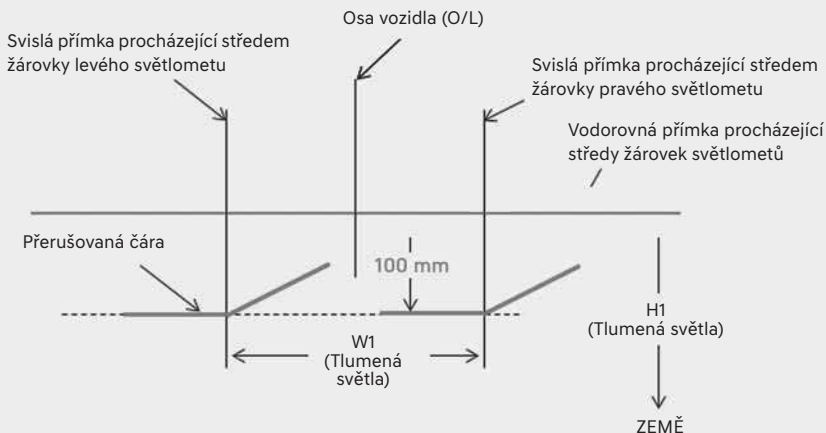 Osa vozidla (O/L)
Svislá přímka procházející středem
žárovky levého světlometu
Svislá přímka procházející středem
žárovky pravého světlometu
Vodorovná přímka procházející
středy žárovek světlometů
Přerušovaná čára
100 mm
W1
(Tlumená
světla)
H1
(Tlumená světla)
ZEMĚ